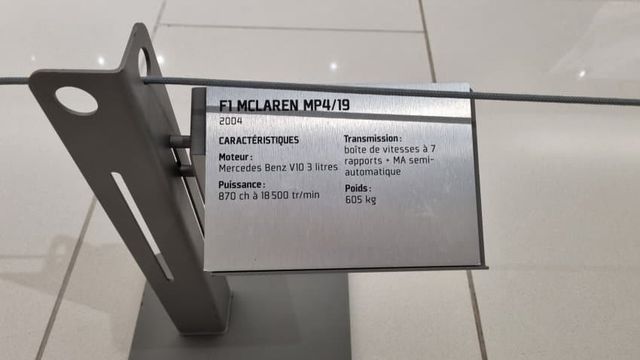 F1 MCLAREN MP4/19
2004
CARACTÉRISTIQUES
Moteur :
Mercedes Benz V10 3 litres
Puissance :
870 ch à 18 500 tr/min
Transmission :
boîte de vitesses à 7
rapports + MA semi-
automatique
Poids :
605 kg